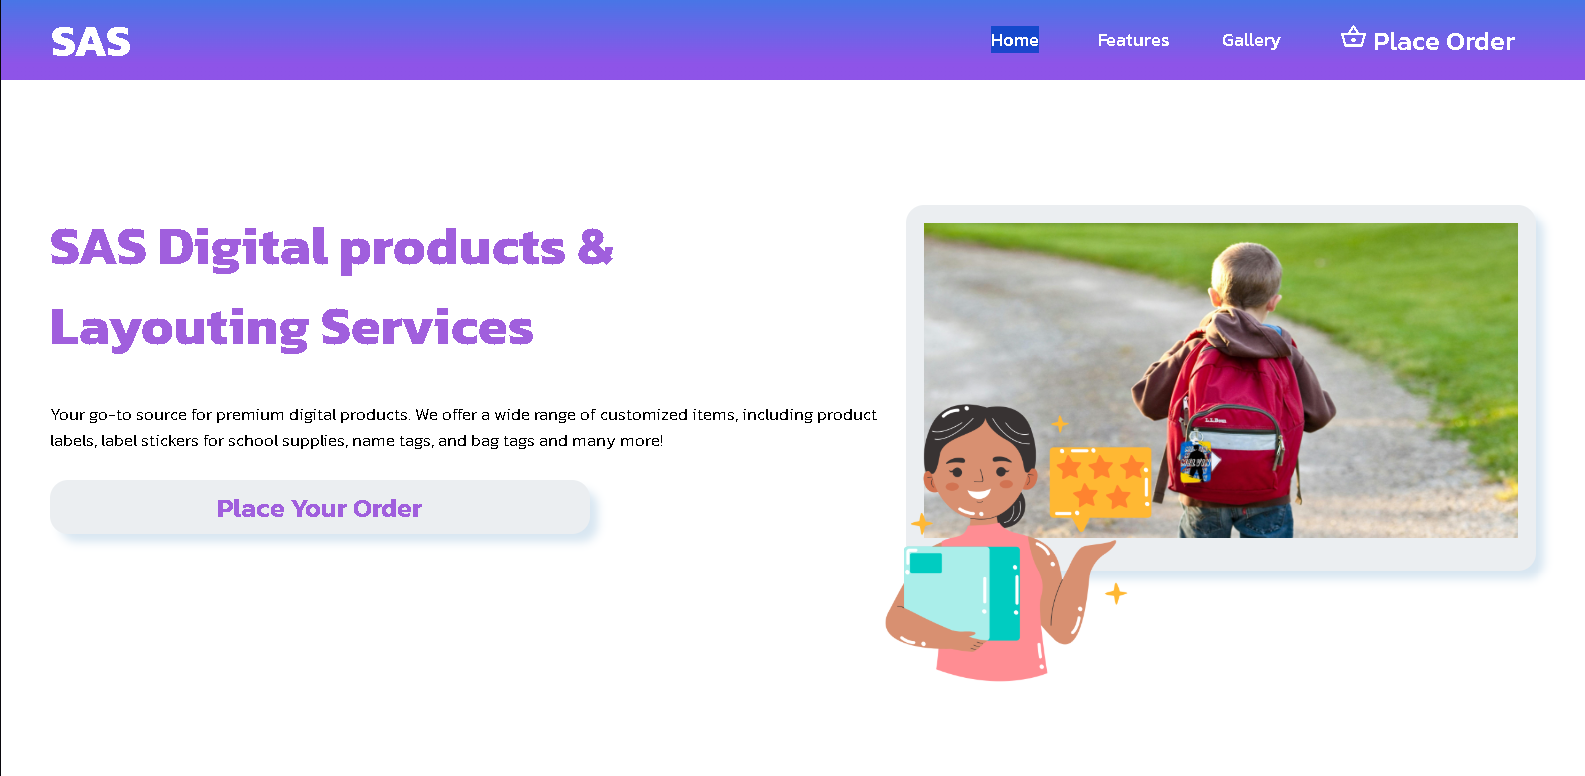 SAS
Home Features Gallery Place Order
SAS Digital products &
Layouting Services
Your go-to source for premium digital products. We offer a wide range of customized items, including product
labels, label stickers for school supplies, name tags, and bag tags and many more!
Place Your Order
L.L.Bean